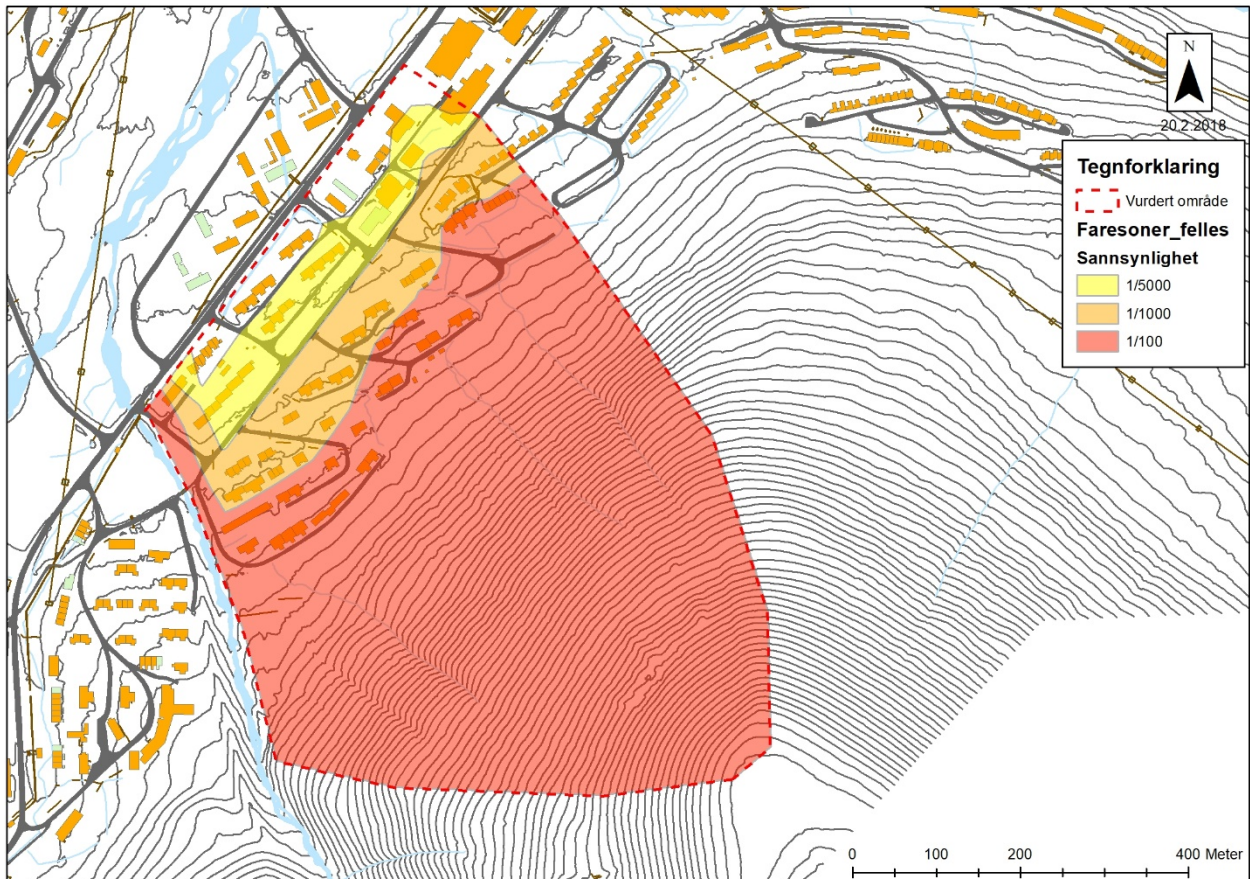 N
20.2.2018
Tegnforklaring
Vurdert område
Faresoner_felles
Sannsynlighet
1/5000
1/1000
1/100
0 100 200 400 Meter